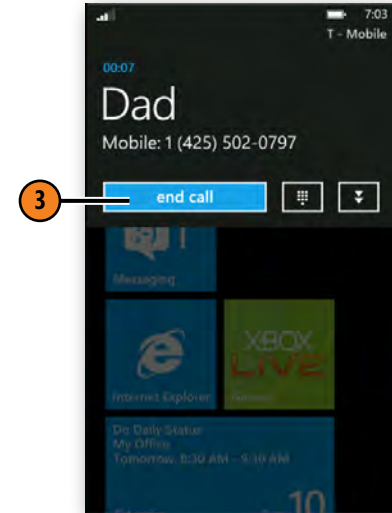 7:03
T - Mobile
00:07
Dad
Mobile: 1 (425) 502-0797
3
end call
Messaging
Internet Explorer
XBOX
LIVE
Games
Do Daily Status
My Office
Tomorrow: 8:30 AM - 9:30 AM
10